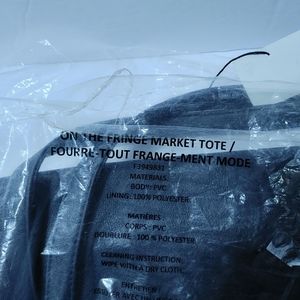 ON THE FRINGE MARKET TOTE /
FOURRE-TOUT FRANGE-MENT MODE
F3949831
MATERIALS
BODY: PVC
LINING: 100% POLYESTER
MATIÈRES
CORPS : PVC
DOUBLURE : 100 % POLYESTER
CLEANING INSTRUCTION
WIPE WITH A DRY CLOTH
ENTRETIEN